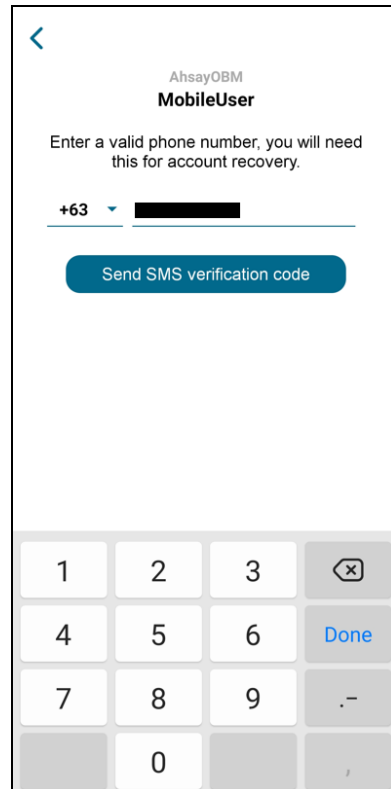 AhsayOBM
MobileUser
Enter a valid phone number, you will need
this for account recovery.
+63
Send SMS verification code
1 2 3
4 5 6 Done
7 8 9 .-
0 ,